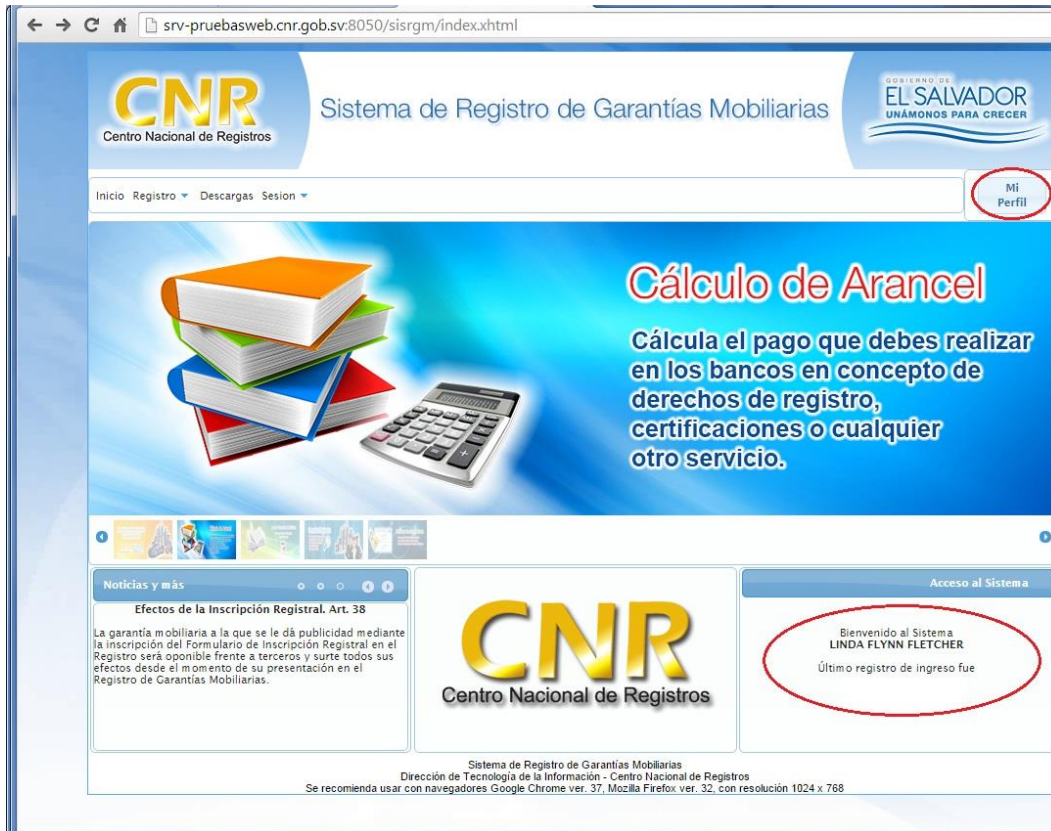 srv-pruebasweb.cnr.gob.sv:8050/sisrgm/index.xhtml
CNR
Centro Nacional de Registros
Sistema de Registro de Garantías Mobiliarias
GOBIERNO DE
EL SALVADOR
UNÁMONOS PARA CRECER
Inicio Registro Descargas Sesion
Mi
Perfil
Cálculo de Arancel
Cálcula el pago que debes realizar
en los bancos en concepto de
derechos de registro,
certificaciones o cualquier
otro servicio.
Noticias y más
Efectos de la Inscripción Registral. Art. 38
La garantía mobiliaria a la que se le dá publicidad mediante
la inscripción del Formulario de Inscripción Registral en el
Registro será oponible frente a terceros y surte todos sus
efectos desde el momento de su presentación en el
Registro de Garantías Mobiliarias.
CNR
Centro Nacional de Registros
Acceso al Sistema
Bienvenido al Sistema
LINDA FLYNN FLETCHER
Último registro de ingreso fue
Sistema de Registro de Garantías Mobiliarias
Dirección de Tecnología de la Información - Centro Nacional de Registros
Se recomienda usar con navegadores Google Chrome ver. 37, Mozilla Firefox ver. 32, con resolución 1024 x 768